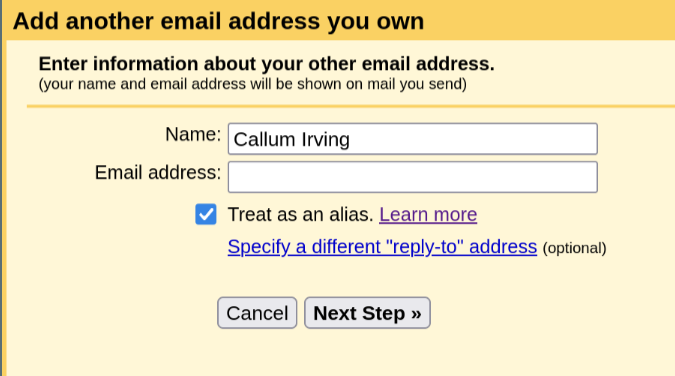 Add another email address you own
Enter information about your other email address.
(your name and email address will be shown on mail you send)
Name: Callum Irving
Email address:
Treat as an alias. Learn more
Specify a different "reply-to" address (optional)
Cancel Next Step »